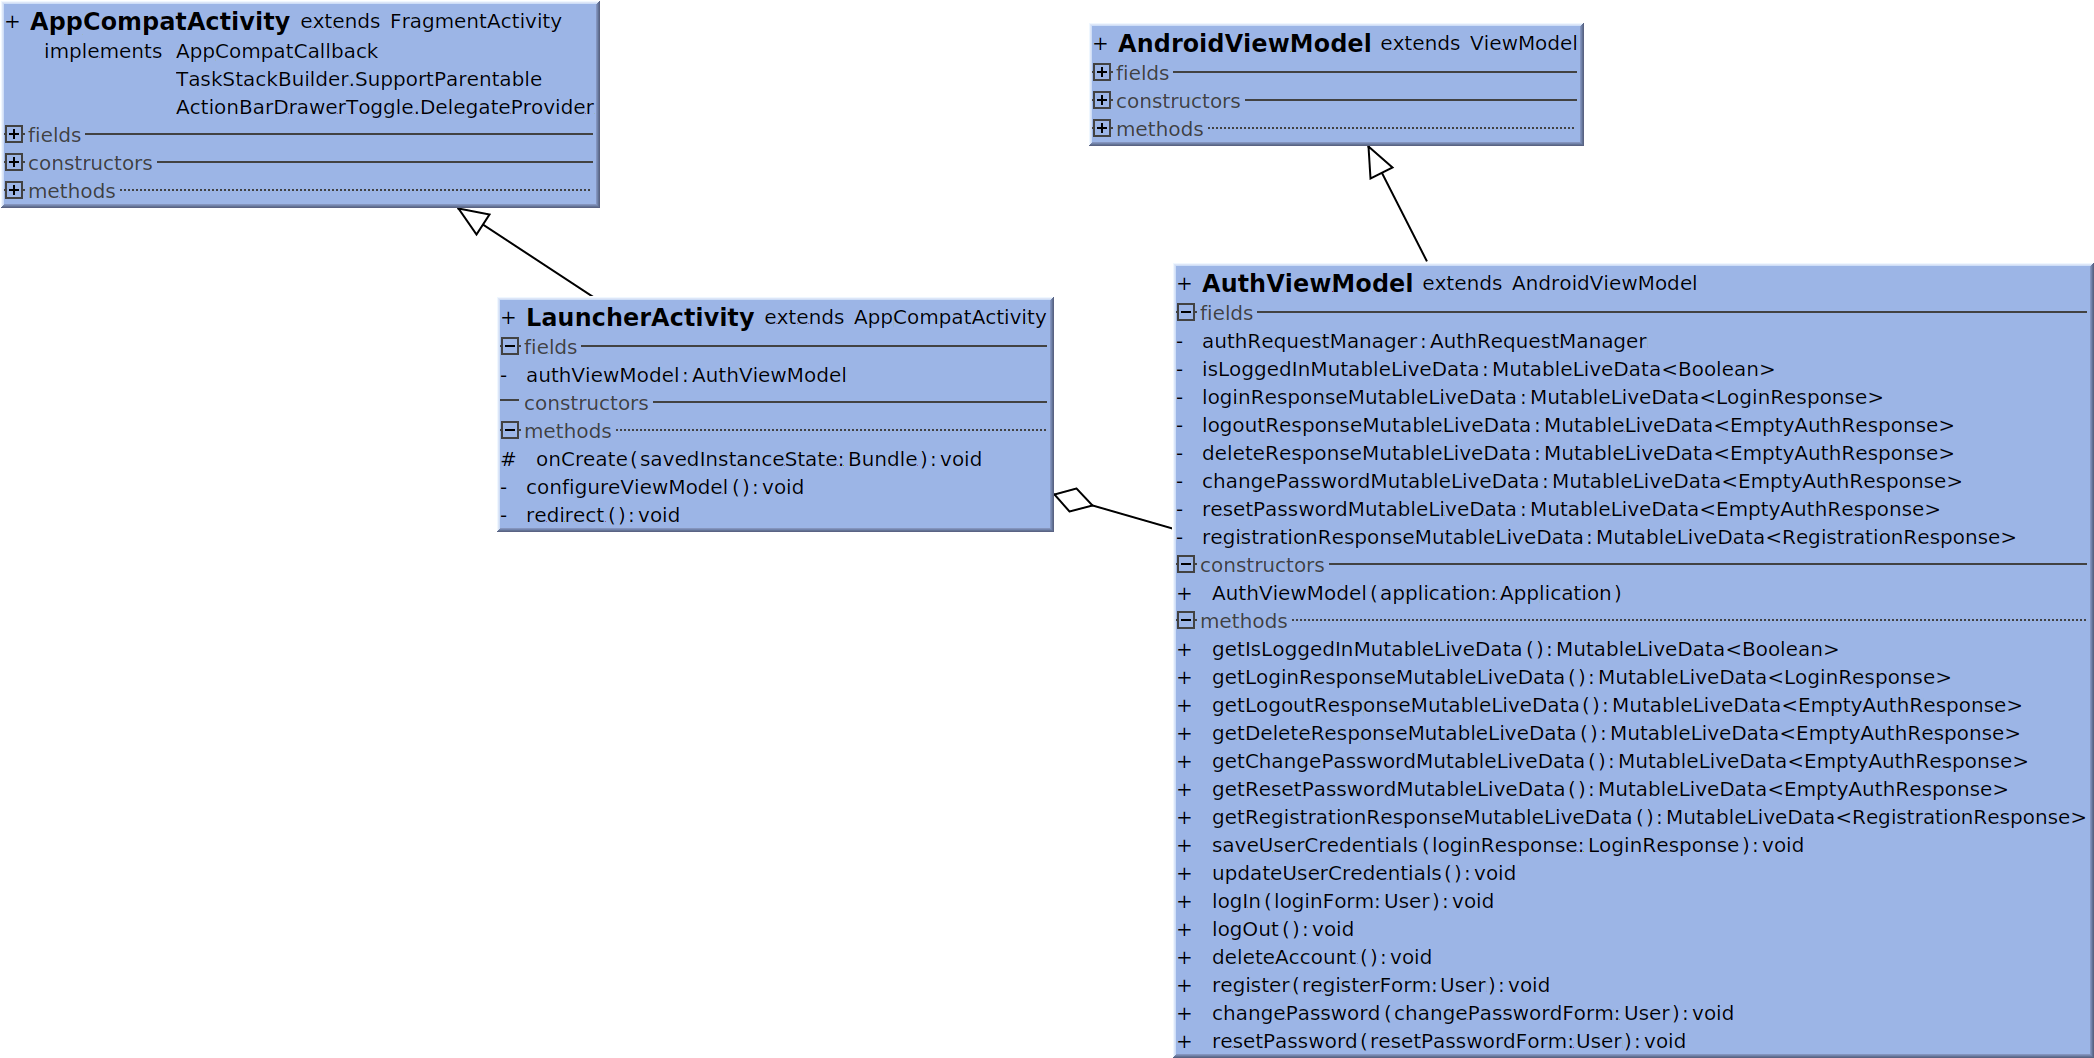 + AppCompatActivity extends FragmentActivity
implements AppCompatCallback
TaskStackBuilder.SupportParentable
ActionBarDrawerToggle.DelegateProvider
+ fields
+ constructors
+ methods
+ AndroidViewModel extends ViewModel
+ fields
+ constructors
+ methods
+ LauncherActivity extends AppCompatActivity
- fields
- authViewModel: AuthViewModel
constructors
- methods
# onCreate(savedInstanceState: Bundle): void
- configureViewModel(): void
- redirect(): void
+ AuthViewModel extends AndroidViewModel
- fields
- authRequestManager: AuthRequestManager
- isLoggedInMutableLiveData: MutableLiveData<Boolean>
- loginResponseMutableLiveData: MutableLiveData<LoginResponse>
- logoutResponseMutableLiveData: MutableLiveData<EmptyAuthResponse>
- deleteResponseMutableLiveData: MutableLiveData<EmptyAuthResponse>
- changePasswordMutableLiveData: MutableLiveData<EmptyAuthResponse>
- resetPasswordMutableLiveData: MutableLiveData<EmptyAuthResponse>
- registrationResponseMutableLiveData: MutableLiveData<RegistrationResponse>
- constructors
+ AuthViewModel(application: Application)
- methods
+ getIsLoggedInMutableLiveData(): MutableLiveData<Boolean>
+ getLoginResponseMutableLiveData(): MutableLiveData<LoginResponse>
+ getLogoutResponseMutableLiveData(): MutableLiveData<EmptyAuthResponse>
+ getDeleteResponseMutableLiveData(): MutableLiveData<EmptyAuthResponse>
+ getChangePasswordMutableLiveData(): MutableLiveData<EmptyAuthResponse>
+ getResetPasswordMutableLiveData(): MutableLiveData<EmptyAuthResponse>
+ getRegistrationResponseMutableLiveData(): MutableLiveData<RegistrationResponse>
+ saveUserCredentials(loginResponse: LoginResponse): void
+ updateUserCredentials(): void
+ logIn(loginForm: User): void
+ logOut(): void
+ deleteAccount(): void
+ register(registerForm: User): void
+ changePassword(changePasswordForm: User): void
+ resetPassword(resetPasswordForm: User): void